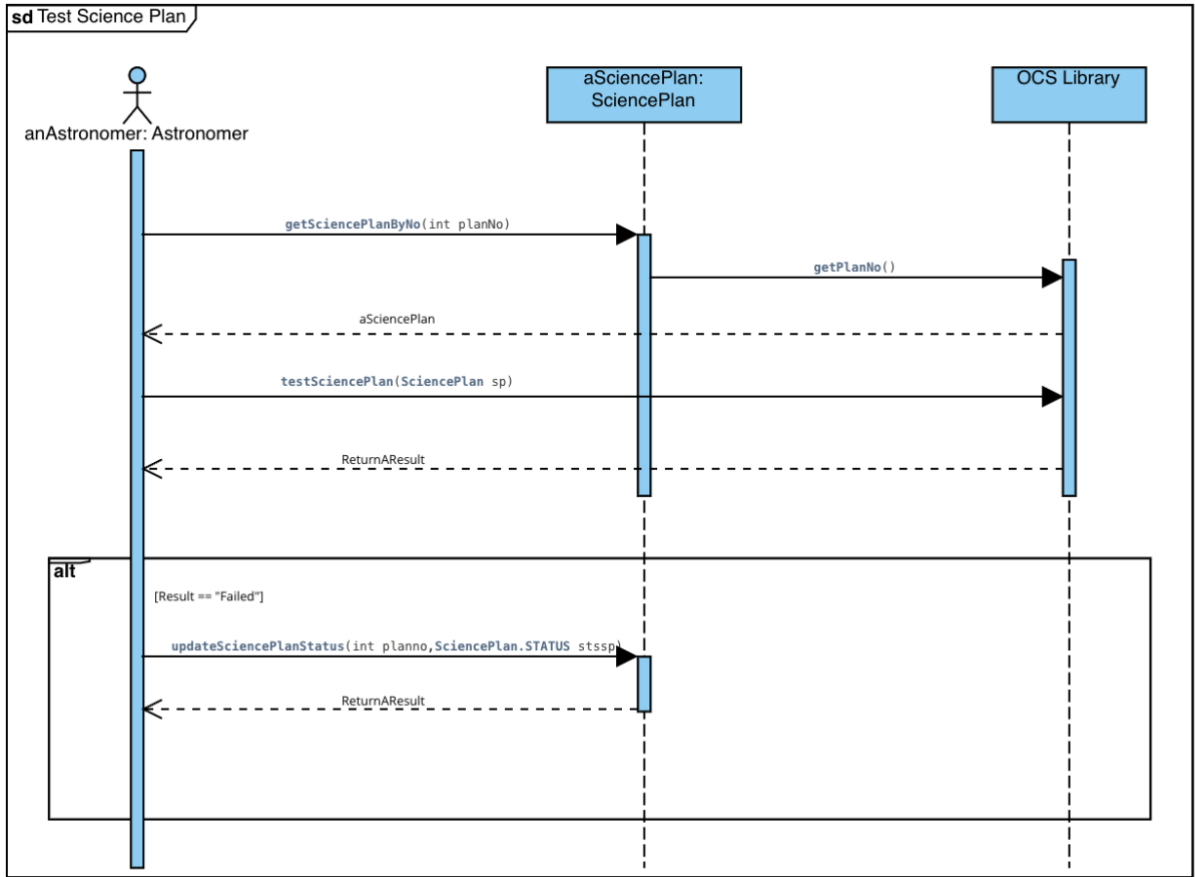 sd Test Science Plan
anAstronomer: Astronomer
aSciencePlan:
SciencePlan
OCS Library
getSciencePlanByNo(int planNo)
getPlanNo()
aSciencePlan
testSciencePlan(SciencePlan sp)
ReturnAResult
alt
[Result == "Failed"]
updateSciencePlanStatus(int planno,SciencePlan.STATUS stssp)
ReturnAResult